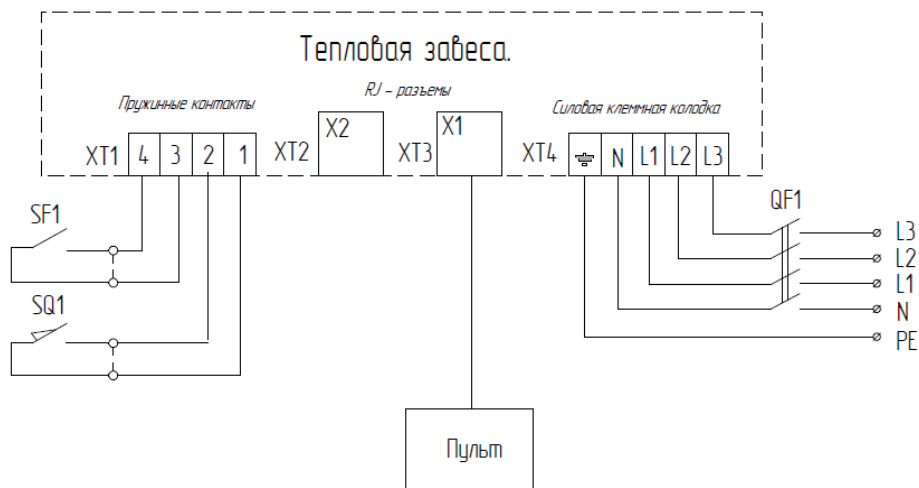 Тепловая завеса.
RJ - разъемы
Пружинные контакты
Силовая клеммная колодка
XT1 4 3 2 1
XT2 X2
XT3 X1
XT4 N L1 L2 L3
SF1
QF1
L3
L2
L1
N
PE
SQ1
Пульт